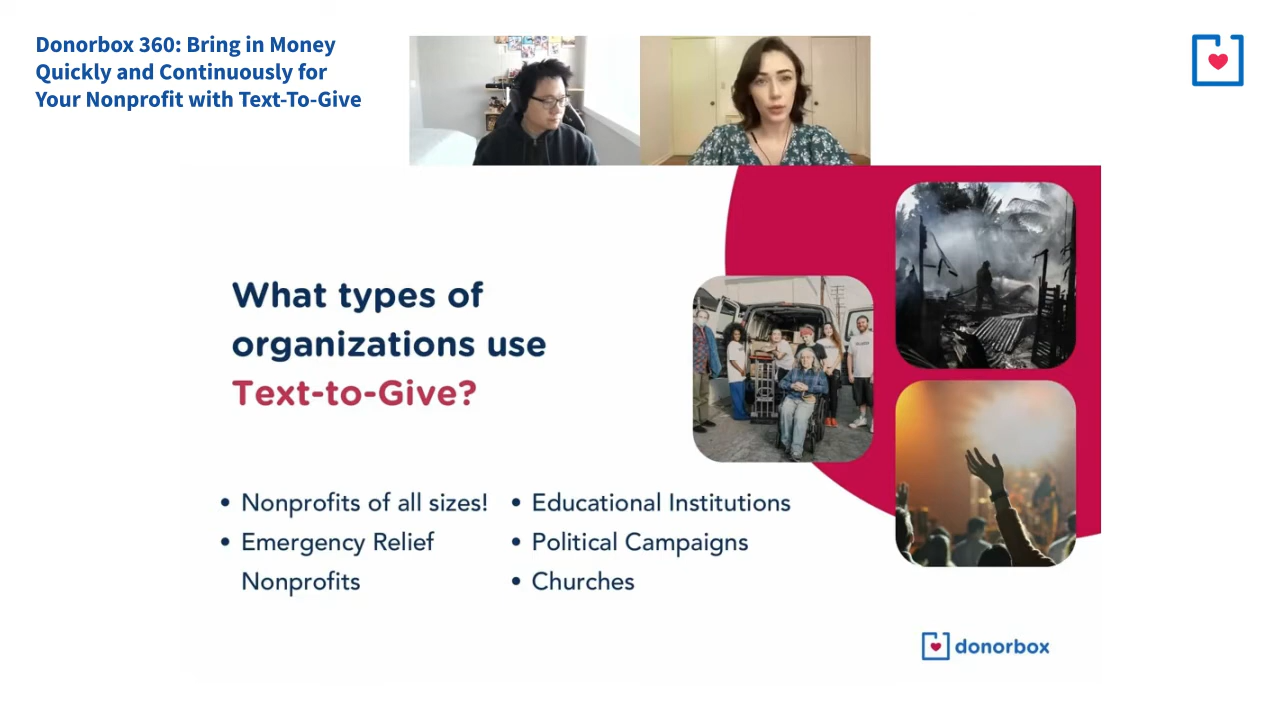 Donorbox 360: Bring in Money
Quickly and Continuously for
Your Nonprofit with Text-To-Give
What types of
organizations use
Text-to-Give?
• Nonprofits of all sizes!
• Emergency Relief
Nonprofits
• Educational Institutions
• Political Campaigns
• Churches
donorbox